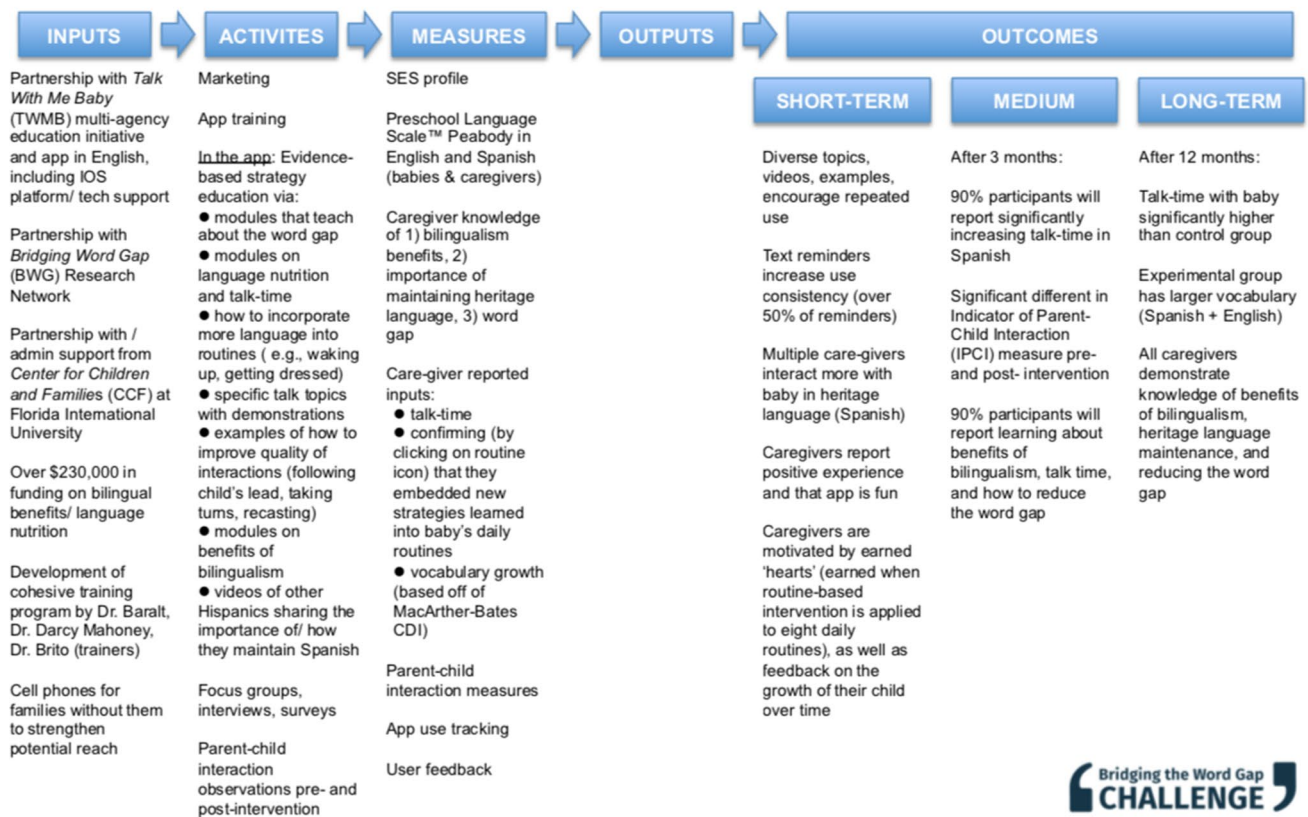 INPUTS
ACTIVITES
MEASURES
OUTPUTS
OUTCOMES
SHORT-TERM
MEDIUM
LONG-TERM
Partnership with Talk
With Me Baby
(TWMB) multi-agency
education initiative
and app in English,
including IOS
platform/ tech support
Partnership with
Bridging Word Gap
(BWG) Research
Network
Partnership with /
admin support from
Center for Children
and Families (CCF) at
Florida International
University
Over $230,000 in
funding on bilingual
benefits/ language
nutrition
Development of
cohesive training
program by Dr. Baralt,
Dr. Darcy Mahoney,
Dr. Brito (trainers)
Cell phones for
families without them
to strengthen
potential reach
Marketing
App training
In the app: Evidence-
based strategy
education via:
● modules that teach
about the word gap
● modules on
language nutrition
and talk-time
● how to incorporate
more language into
routines ( e.g., waking
up, getting dressed)
● specific talk topics
with demonstrations
● examples of how to
improve quality of
interactions (following
child's lead, taking
turns, recasting)
● modules on
benefits of
bilingualism
● videos of other
Hispanics sharing the
importance of/ how
they maintain Spanish
Focus groups,
interviews, surveys
Parent-child
interaction
observations pre- and
post-intervention
SES profile
Preschool Language
Scale™ Peabody in
English and Spanish
(babies & caregivers)
Caregiver knowledge
of 1) bilingualism
benefits, 2)
importance of
maintaining heritage
language, 3) word
gap
Care-giver reported
inputs:
● talk-time
● confirming (by
clicking on routine
icon) that they
embedded new
strategies learned
into baby's daily
routines
● vocabulary growth
(based off of
MacArther-Bates
CDI)
Parent-child
interaction measures
App use tracking
User feedback
Diverse topics,
videos, examples,
encourage repeated
use
Text reminders
increase use
consistency (over
50% of reminders)
Multiple care-givers
interact more with
baby in heritage
language (Spanish)
Caregivers report
positive experience
and that app is fun
Caregivers are
motivated by earned
'hearts' (earned when
routine-based
intervention is applied
to eight daily
routines), as well as
feedback on the
growth of their child
over time
After 3 months:
90% participants will
report significantly
increasing talk-time in
Spanish
Significant different in
Indicator of Parent-
Child Interaction
(IPCI) measure pre-
and post- intervention
90% participants will
report learning about
benefits of
bilingualism, talk time,
and how to reduce
the word gap
After 12 months:
Talk-time with baby
significantly higher
than control group
Experimental group
has larger vocabulary
(Spanish + English)
All caregivers
demonstrate
knowledge of benefits
of bilingualism,
heritage language
maintenance, and
reducing the word
gap
Bridging the Word Gap
CHALLENGE